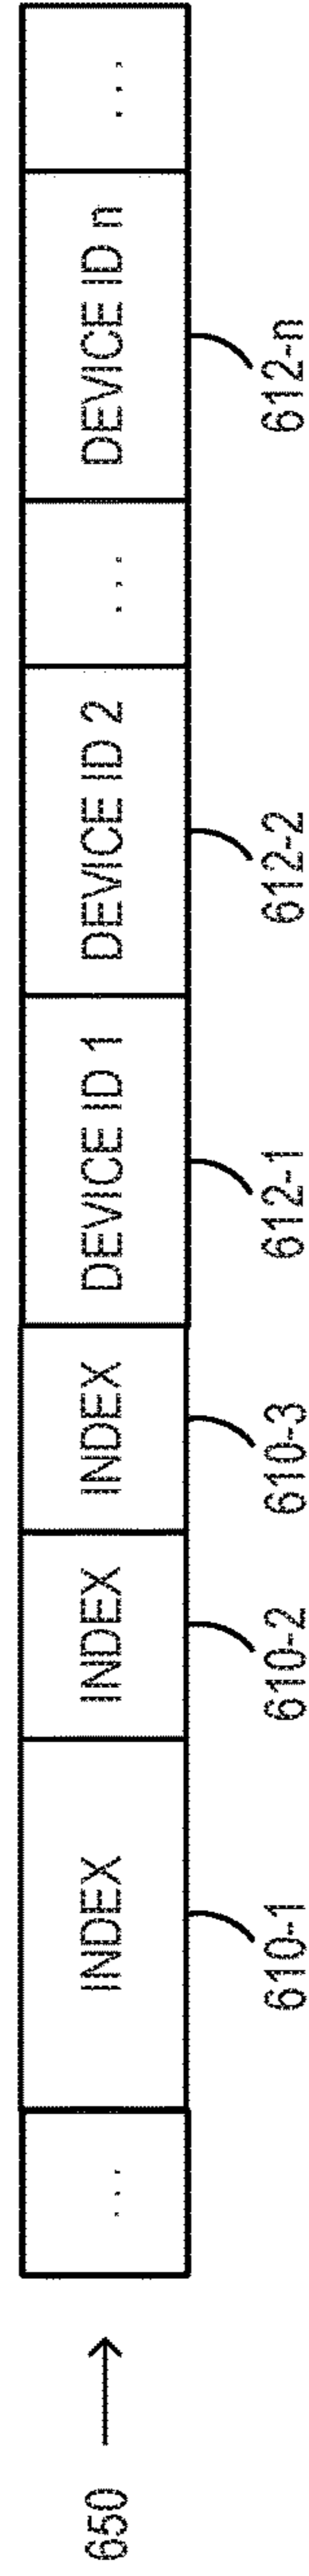 650 →
. . .
INDEX
INDEX
INDEX
DEVICE ID 1
DEVICE ID 2
. . .
DEVICE ID n
. . .
610-1
610-2
610-3
612-1
612-2
612-n